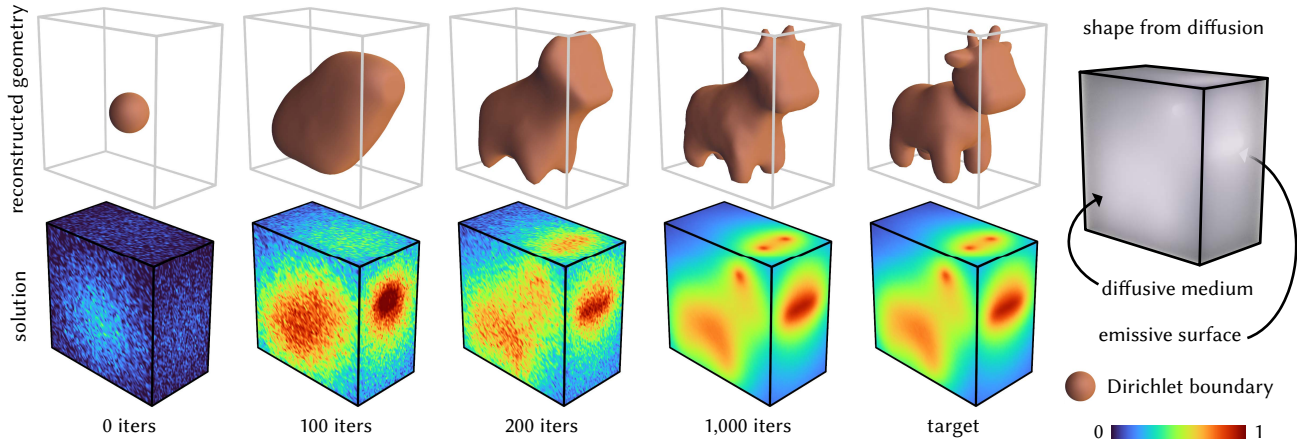 reconstructed geometry
solution
0 iters
100 iters
200 iters
1,000 iters
target
shape from diffusion
diffusive medium
emissive surface
Dirichlet boundary
0 1